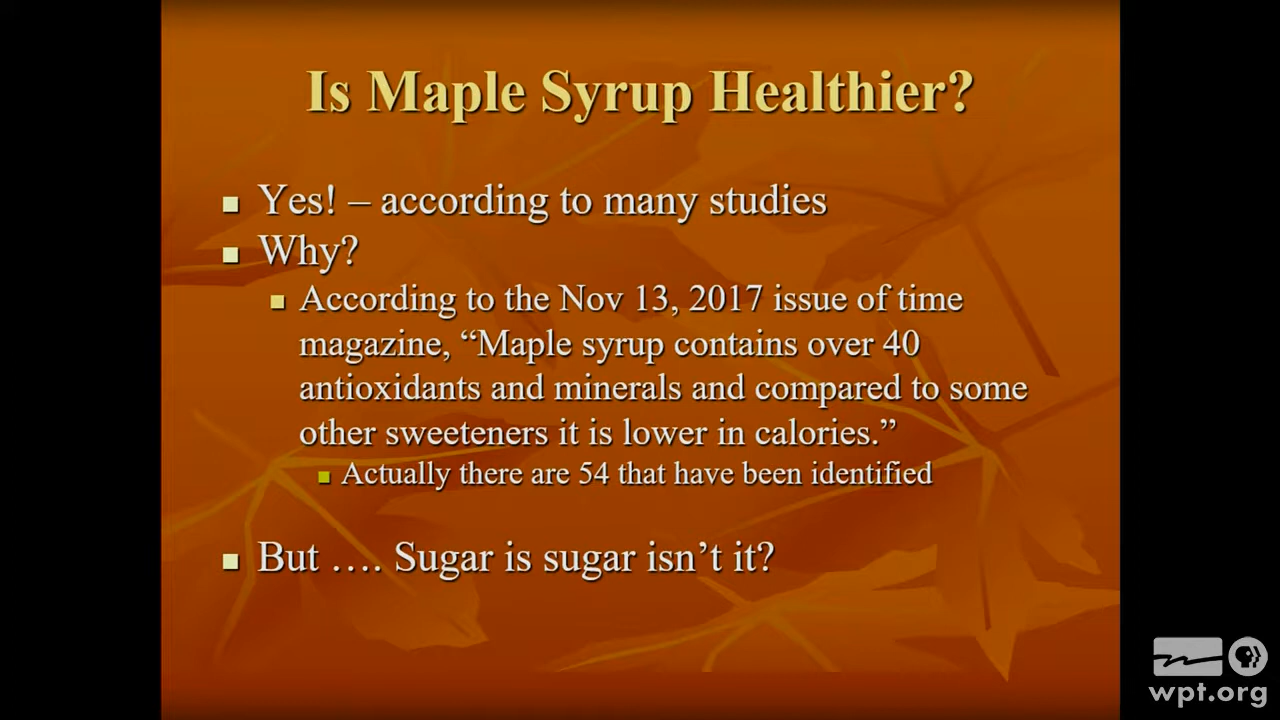 Is Maple Syrup Healthier?
Yes! – according to many studies
Why?
According to the Nov 13, 2017 issue of time
magazine, “Maple syrup contains over 40
antioxidants and minerals and compared to some
other sweeteners it is lower in calories.”
Actually there are 54 that have been identified
But …. Sugar is sugar isn’t it?
wpt.org